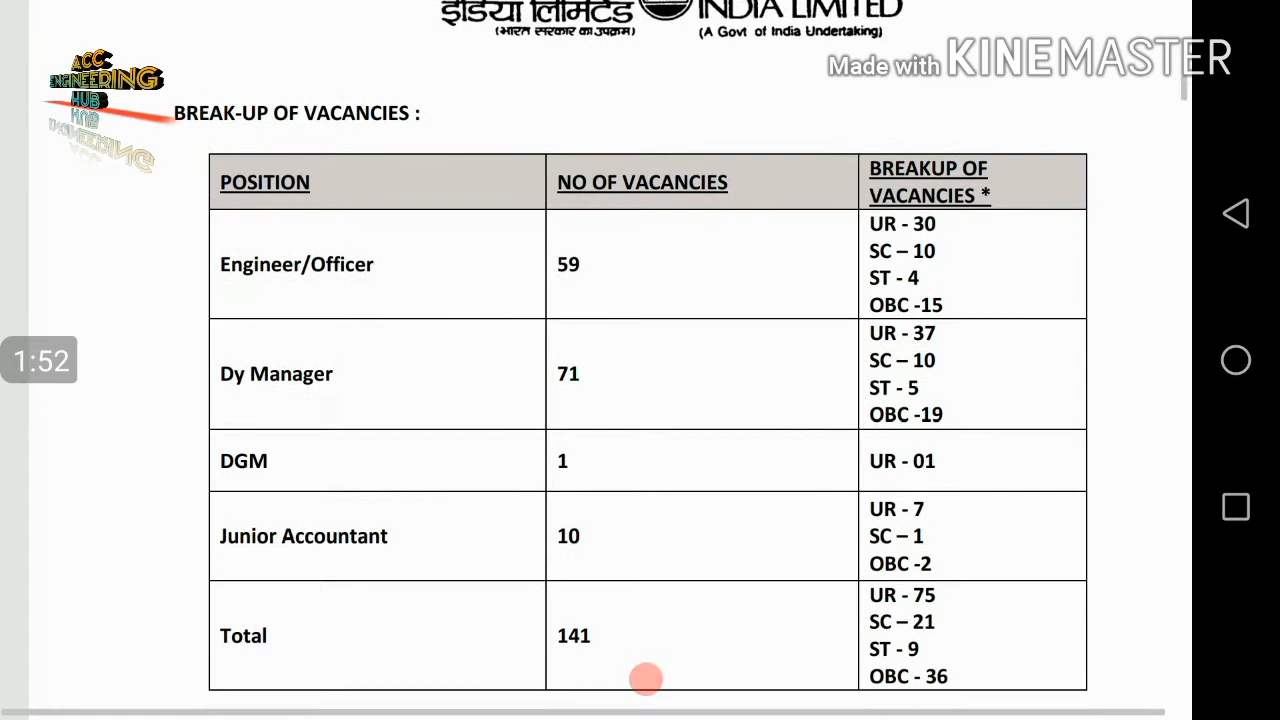 इंडिया लिमिटेड INDIA LIMITED
(भारत सरकार का उपक्रम) (A Govt of India Undertaking)
Made with KINEMASTER
ACC
ENGINEERING
HUB
BREAK-UP OF VACANCIES :
POSITION NO OF VACANCIES BREAKUP OF
VACANCIES *
Engineer/Officer 59 UR - 30
SC – 10
ST - 4
OBC -15
1:52
Dy Manager 71 UR - 37
SC – 10
ST - 5
OBC -19
DGM 1 UR - 01
Junior Accountant 10 UR - 7
SC – 1
OBC -2
Total 141 UR - 75
SC – 21
ST - 9
OBC - 36